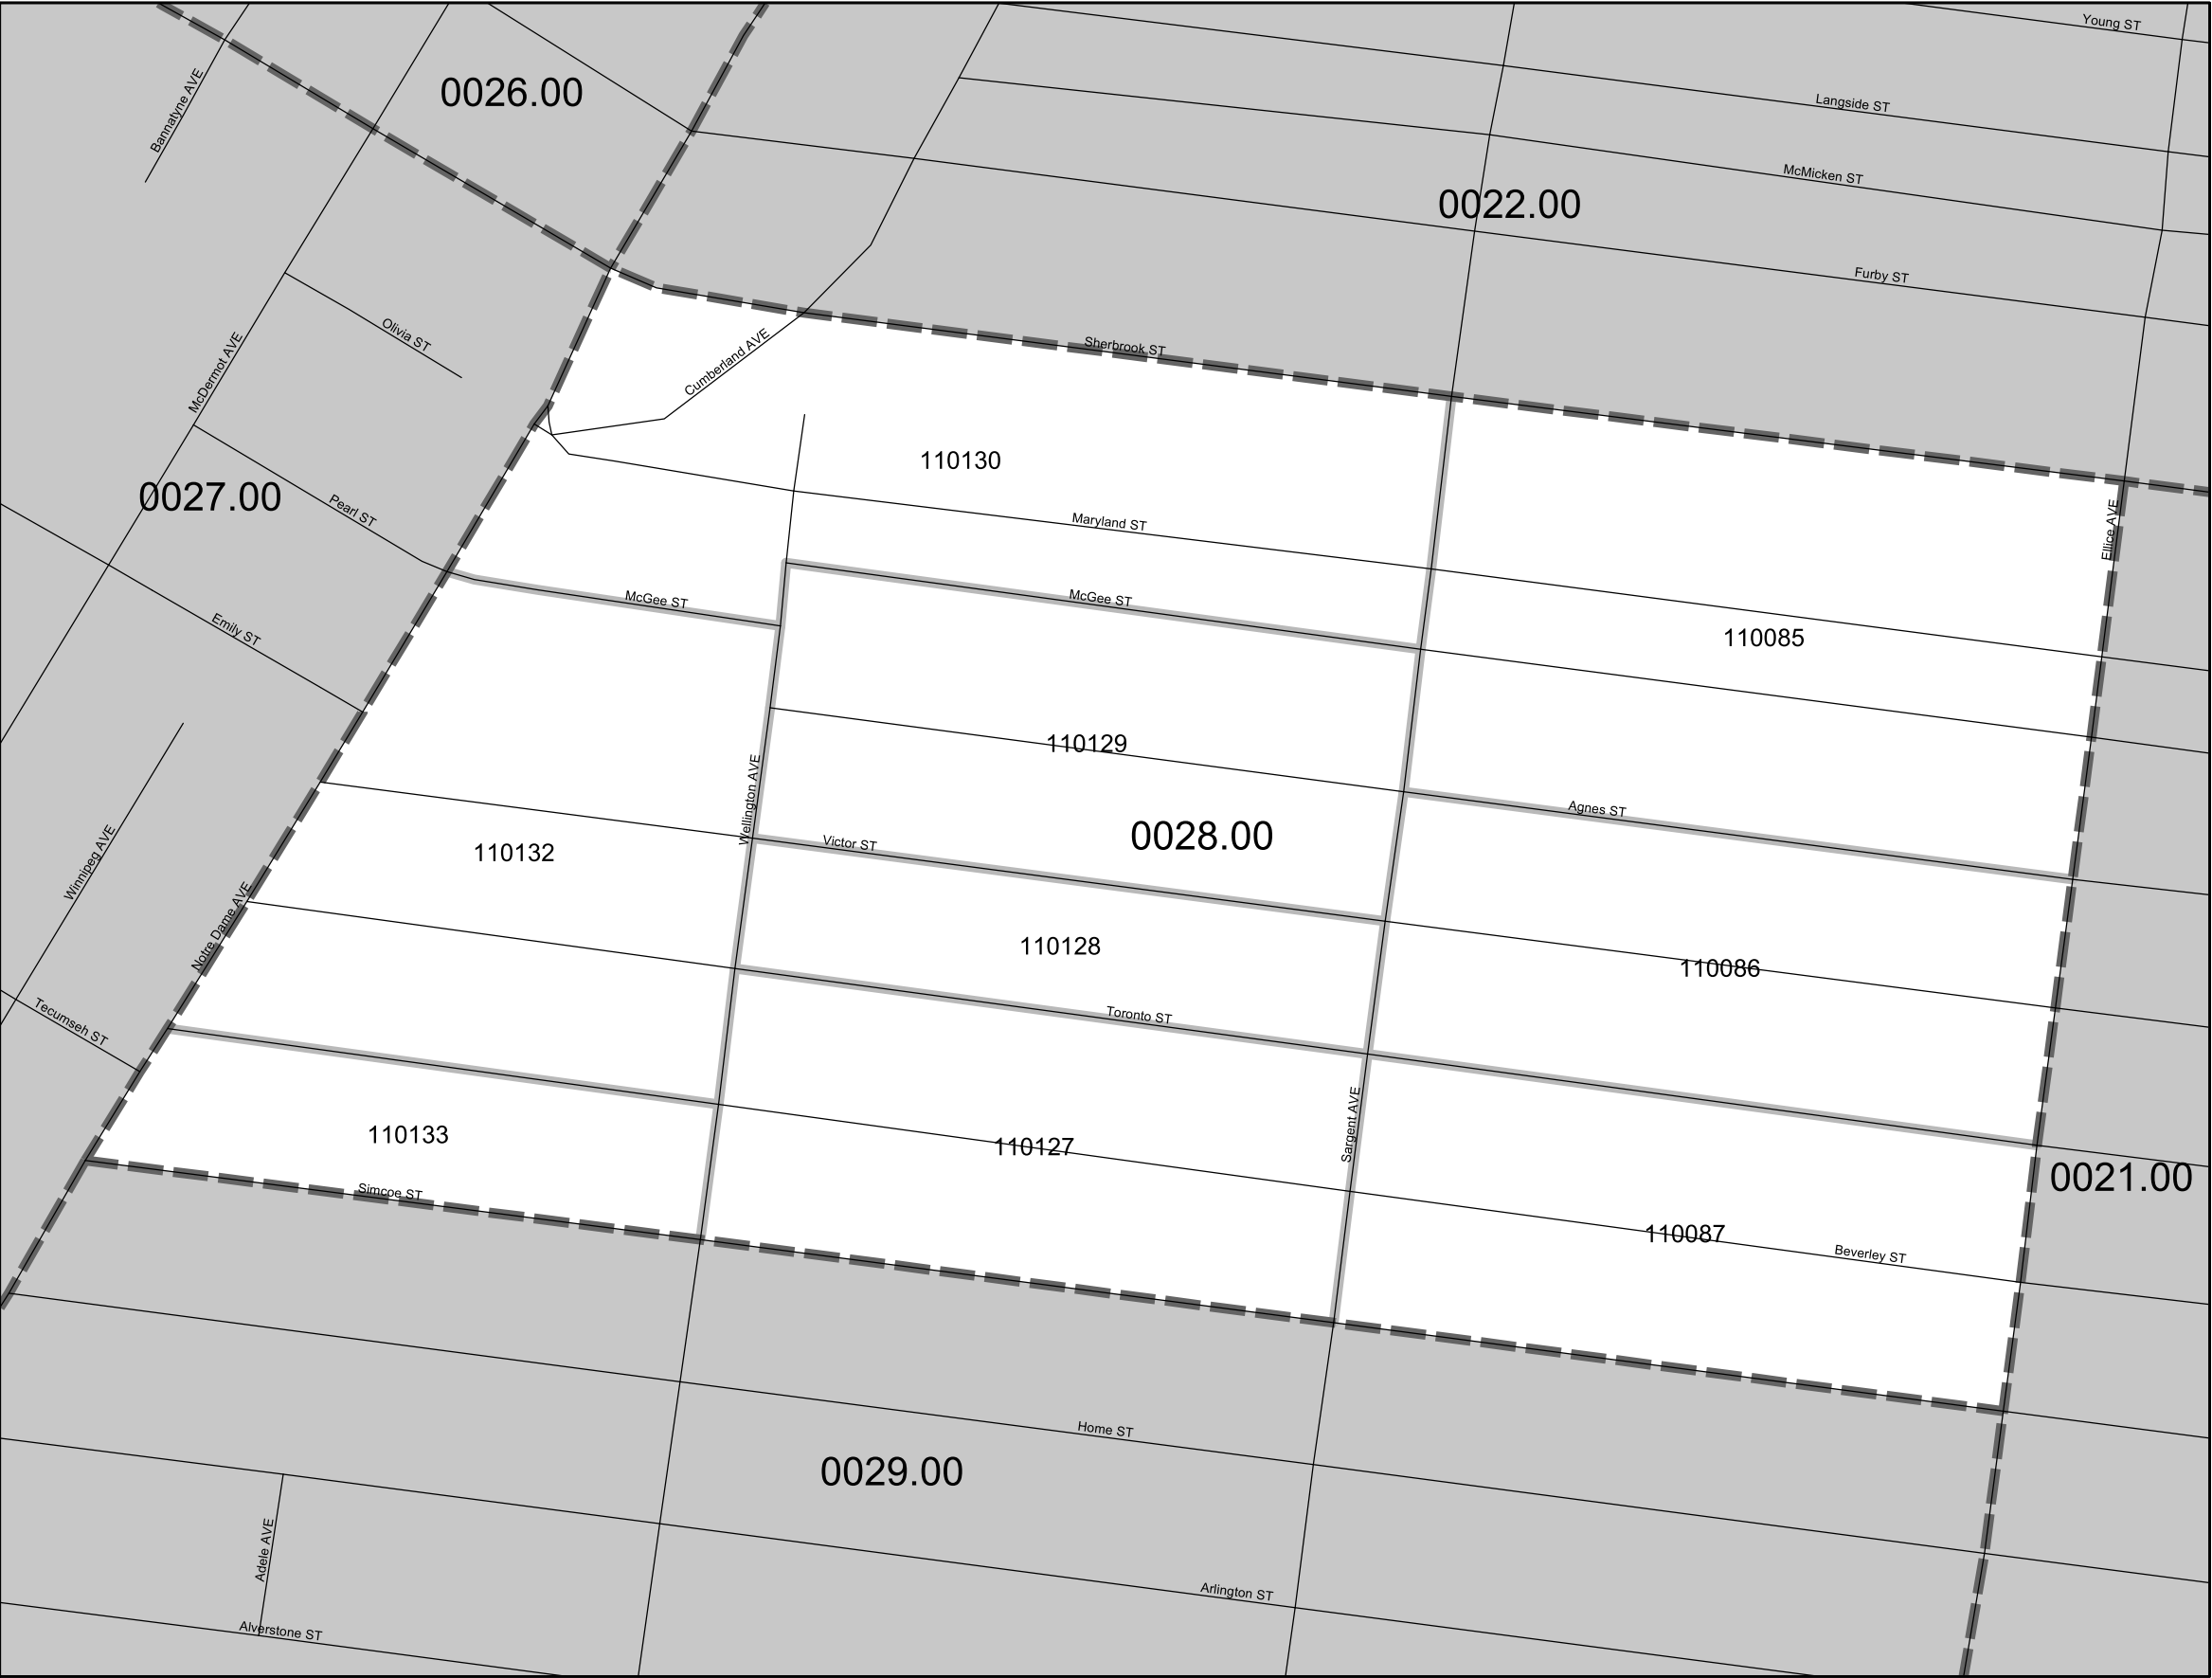 Young ST
0026.00
Bannatyne AVE
Langside ST
McMicken ST
0022.00
Furby ST
Olivia ST
Sherbrook ST
Cumberland AVE
McDermot AVE
110130
0027.00
Pearl ST
Maryland ST
Ellice AVE
McGee ST
McGee ST
Emily ST
110085
110129
Wellington AVE
Agnes ST
0028.00
Victor ST
110132
Winnipeg AVE
Notre Dame AVE
110128
110086
Tecumseh ST
Toronto ST
Sargent AVE
110133
110127
0021.00
Simcoe ST
110087
Beverley ST
Home ST
0029.00
Adele AVE
Arlington ST
Alverstone ST